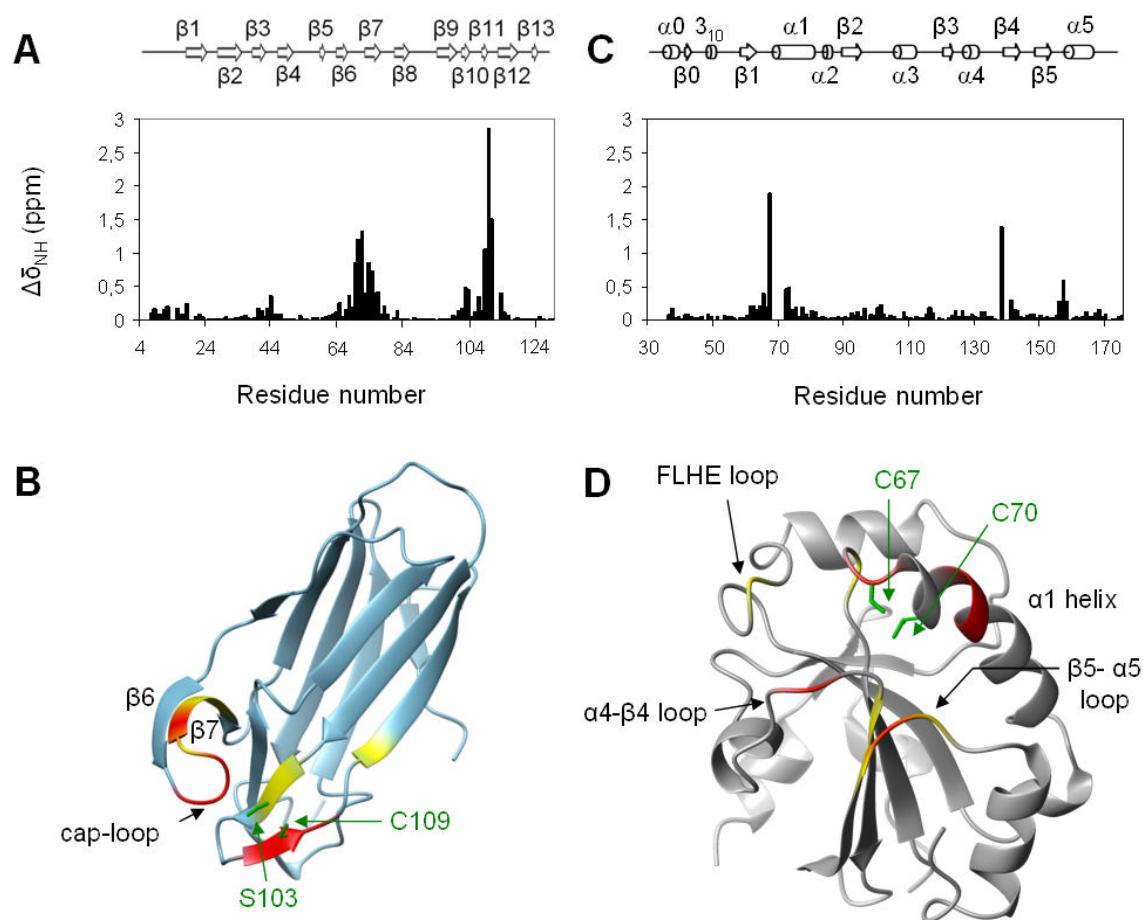 A
β1 β3 β5 β7 β9 β11 β13
β2 β4 β6 β8 β10 β12
3
2,5
2
1,5
1
0,5
0
4 24 44 64 84 104 124
ΔδNH (ppm)
Residue number
C
α0 3₁₀ α1 β2 β3 β4 α5
β0 β1 α2 α3 α4 β5
3
2,5
2
1,5
1
0,5
0
30 50 70 90 110 130 150 170
Residue number
B
β6
β7
cap-loop
C109
S103
D
FLHE loop
C67
C70
α1 helix
β5- α5
loop
α4-β4 loop